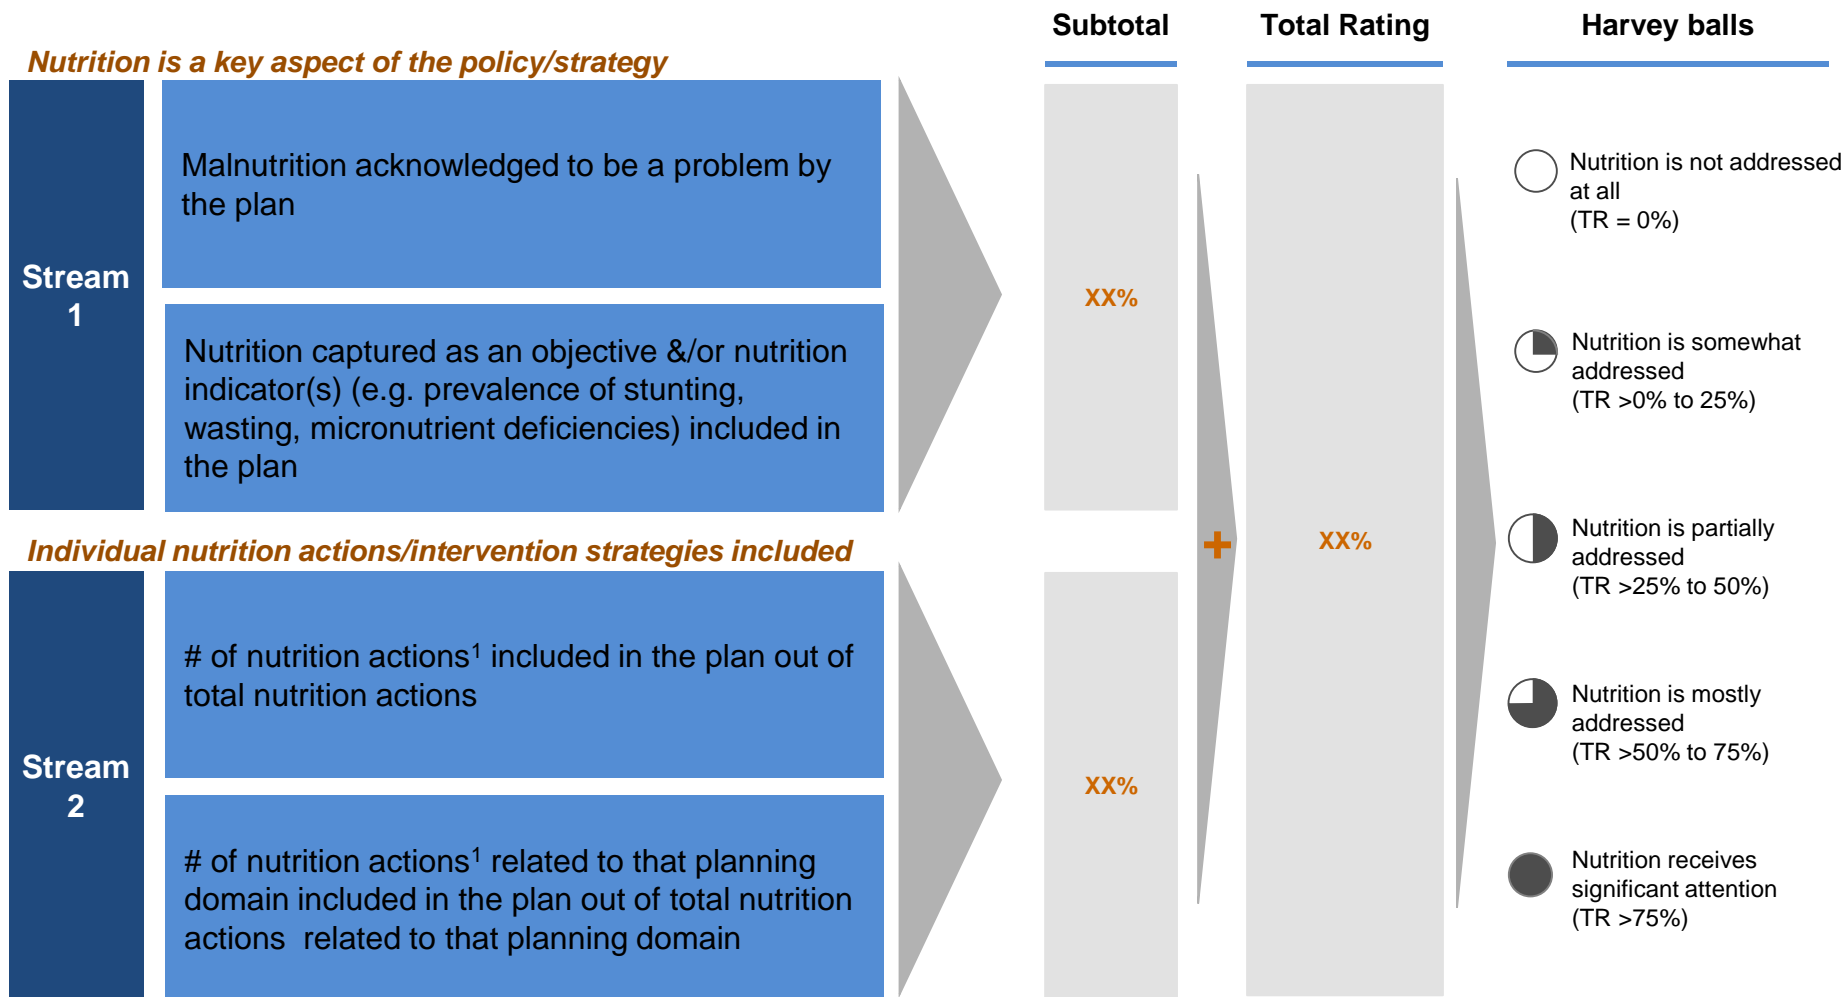 Subtotal
Total Rating
Harvey balls
Nutrition is a key aspect of the policy/strategy
Stream
1
Malnutrition acknowledged to be a problem by
the plan
Nutrition captured as an objective &/or nutrition
indicator(s) (e.g. prevalence of stunting,
wasting, micronutrient deficiencies) included in
the plan
XX%
Individual nutrition actions/intervention strategies included
Stream
2
# of nutrition actions¹ included in the plan out of
total nutrition actions
# of nutrition actions¹ related to that planning
domain included in the plan out of total nutrition
actions  related to that planning domain
XX%
+
XX%
Nutrition is not addressed
at all
(TR = 0%)
Nutrition is somewhat
addressed
(TR >0% to 25%)
Nutrition is partially
addressed
(TR >25% to 50%)
Nutrition is mostly
addressed
(TR >50% to 75%)
Nutrition receives
significant attention
(TR >75%)